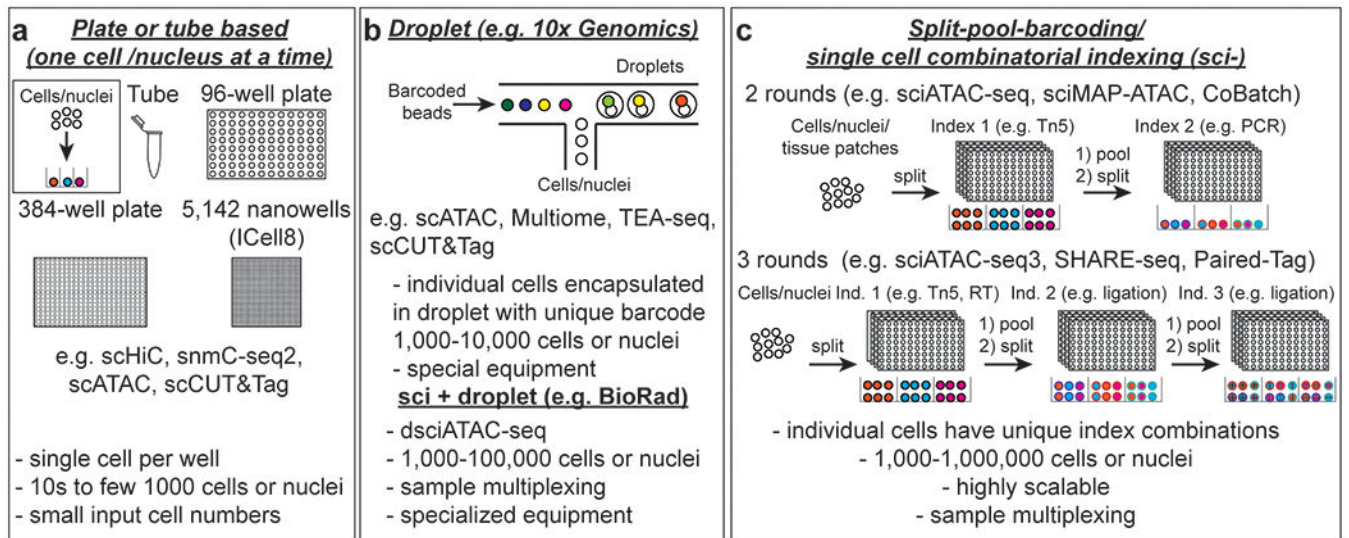 a Plate or tube based
(one cell /nucleus at a time)
Cells/nuclei
Tube
96-well plate
384-well plate
5,142 nanowells
(ICell8)
e.g. scHiC, snmC-seq2,
scATAC, scCUT&Tag
- single cell per well
- 10s to few 1000 cells or nuclei
- small input cell numbers
b Droplet (e.g. 10x Genomics)
Droplets
Barcoded
beads
Cells/nuclei
e.g. scATAC, Multiome, TEA-seq,
scCUT&Tag
- individual cells encapsulated
in droplet with unique barcode
1,000-10,000 cells or nuclei
- special equipment
sci + droplet (e.g. BioRad)
- dsciATAC-seq
- 1,000-100,000 cells or nuclei
- sample multiplexing
- specialized equipment
c Split-pool-barcoding/
single cell combinatorial indexing (sci-)
2 rounds (e.g. sciATAC-seq, sciMAP-ATAC, CoBatch)
Cells/nuclei/
tissue patches
split
Index 1 (e.g. Tn5)
1) pool
2) split
Index 2 (e.g. PCR)
3 rounds (e.g. sciATAC-seq3, SHARE-seq, Paired-Tag)
Cells/nuclei
split
Ind. 1 (e.g. Tn5, RT)
1) pool
2) split
Ind. 2 (e.g. ligation)
1) pool
2) split
Ind. 3 (e.g. ligation)
- individual cells have unique index combinations
- 1,000-1,000,000 cells or nuclei
- highly scalable
- sample multiplexing